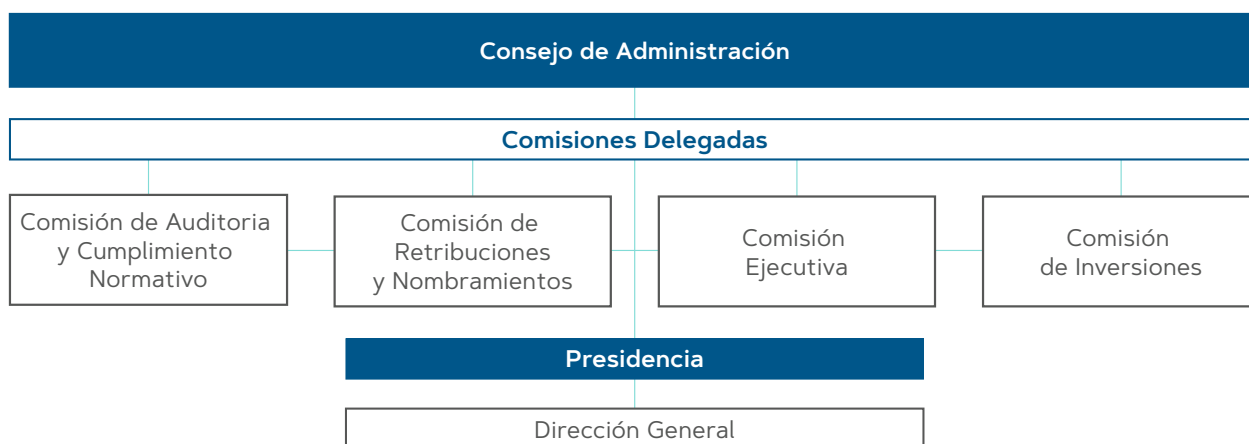 Consejo de Administración
Comisiones Delegadas
Comisión de Auditoria
y Cumplimiento
Normativo
Comisión de
Retribuciones
y Nombramientos
Comisión
Ejecutiva
Comisión
de Inversiones
Presidencia
Dirección General